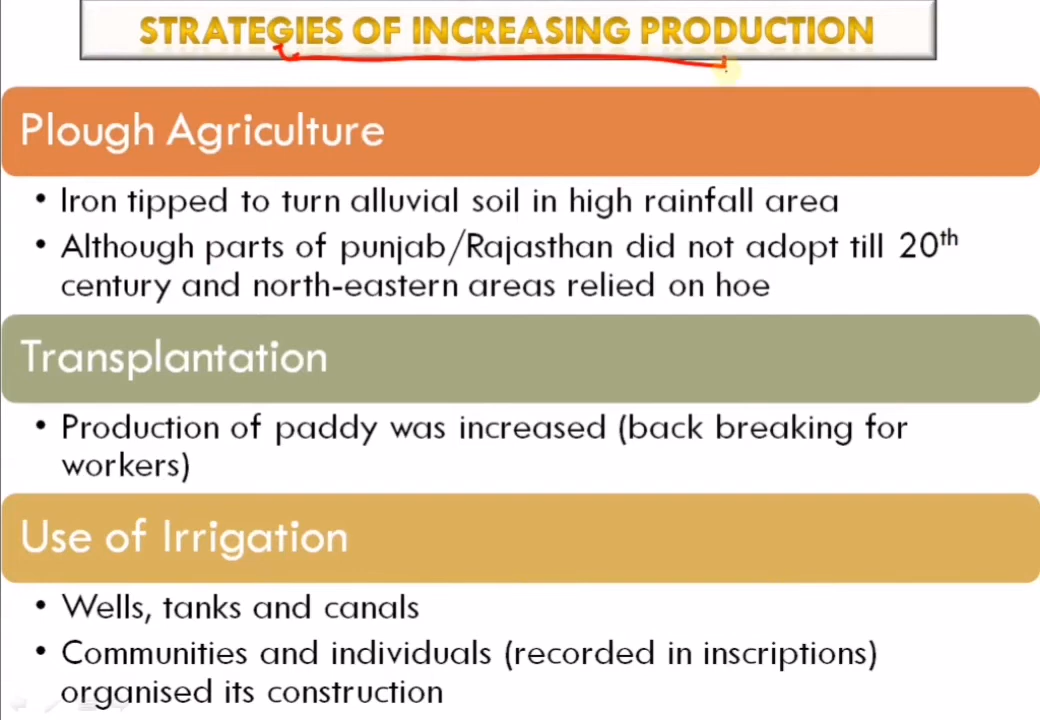 STRATEGIES OF INCREASING PRODUCTION
Plough Agriculture
• Iron tipped to turn alluvial soil in high rainfall area
• Although parts of punjab/Rajasthan did not adopt till 20th
century and north-eastern areas relied on hoe
Transplantation
• Production of paddy was increased (back breaking for
workers)
Use of Irrigation
• Wells, tanks and canals
• Communities and individuals (recorded in inscriptions)
organised its construction